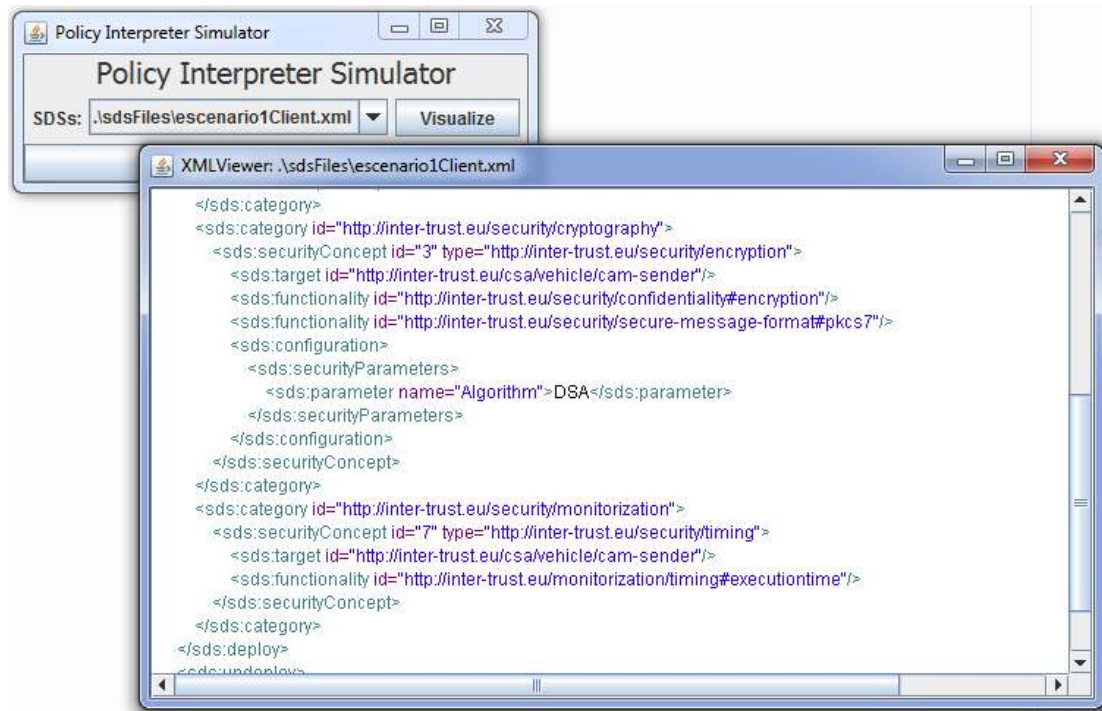 Policy Interpreter Simulator
Policy Interpreter Simulator
SDSs: .\sdsFiles\escenario1Client.xml Visualize
XMLViewer: .\sdsFiles\escenario1Client.xml
</sds:category>
<sds:category id="http://inter-trust.eu/security/cryptography">
<sds:securityConcept id="3" type="http://inter-trust.eu/security/encryption">
<sds:target id="http://inter-trust.eu/csa/vehicle/cam-sender"/>
<sds:functionality id="http://inter-trust.eu/security/confidentiality#encryption"/>
<sds:functionality id="http://inter-trust.eu/security/secure-message-format#pkcs7"/>
<sds:configuration>
<sds:securityParameters>
<sds:parameter name="Algorithm">DSA</sds:parameter>
</sds:securityParameters>
</sds:configuration>
</sds:securityConcept>
</sds:category>
<sds:category id="http://inter-trust.eu/security/monitorization">
<sds:securityConcept id="7" type="http://inter-trust.eu/security/timing">
<sds:target id="http://inter-trust.eu/csa/vehicle/cam-sender"/>
<sds:functionality id="http://inter-trust.eu/monitorization/timing#executiontime"/>
</sds:securityConcept>
</sds:category>
</sds:deploy>
<sds:undeploy>